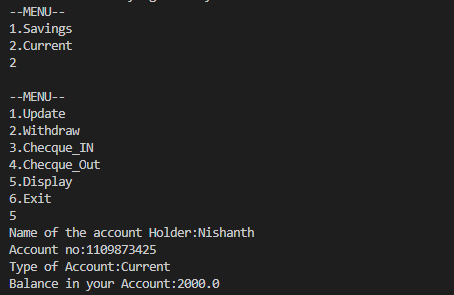 --MENU--
1.Savings
2.Current
2
--MENU--
1.Update
2.Withdraw
3.Checque_IN
4.Checque_Out
5.Display
6.Exit
5
Name of the account Holder:Nishanth
Account no:1109873425
Type of Account:Current
Balance in your Account:2000.0